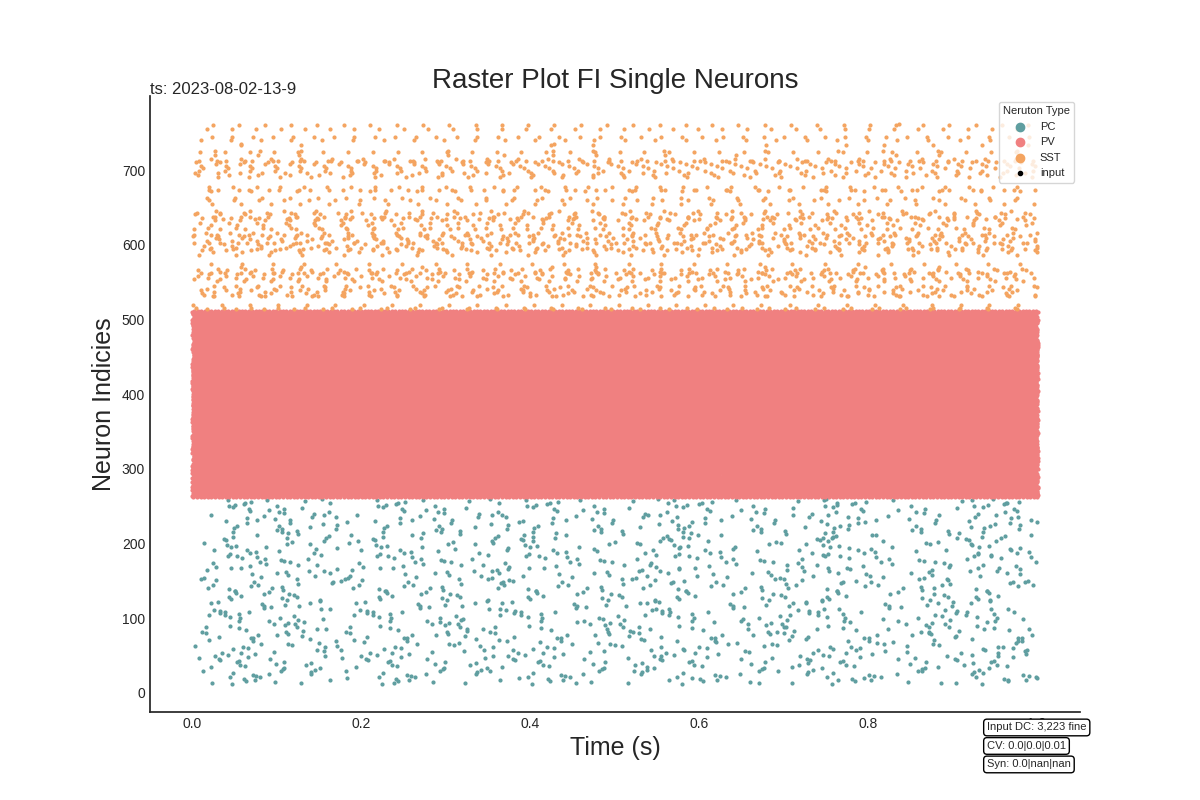 Raster Plot FI Single Neurons
ts: 2023-08-02-13-9
Neruton Type
PC
PV
SST
input
Neuron Indicies
700
600
500
400
300
200
100
0
0.0 0.2 0.4 0.6 0.8
Time (s)
Input DC: 3,223 fine
CV: 0.0|0.0|0.01
Syn: 0.0|nan|nan